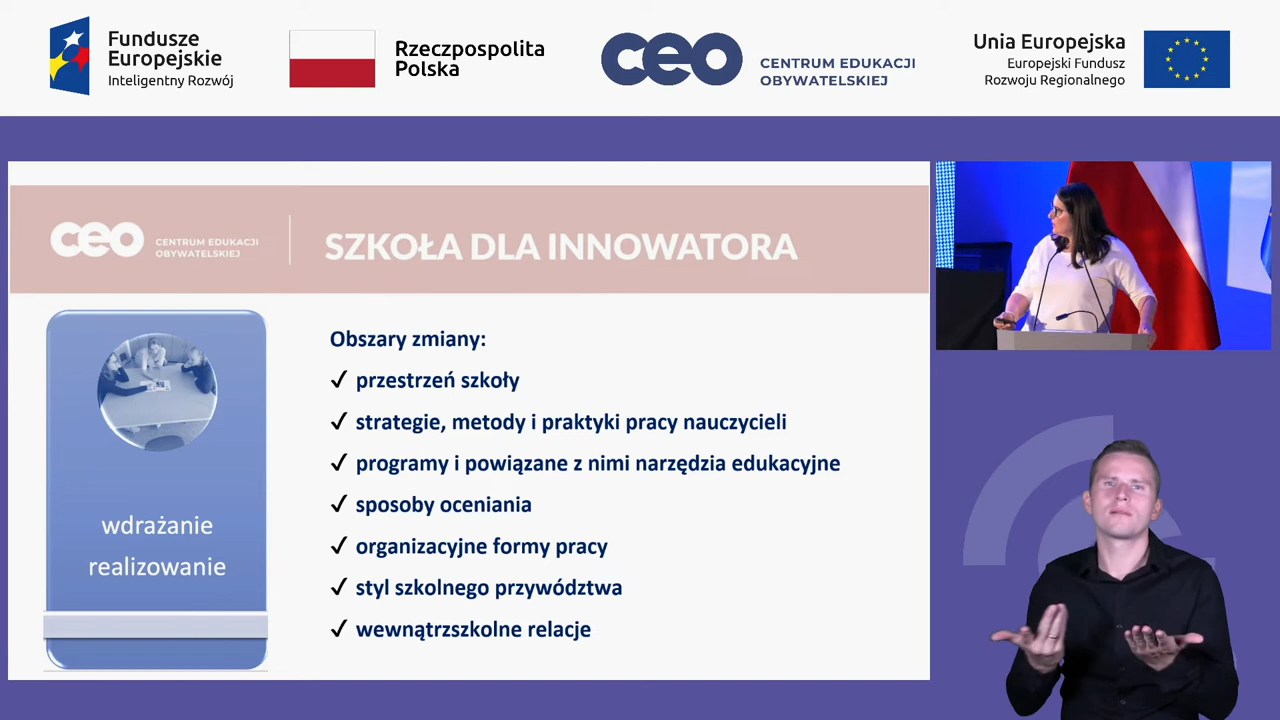 Fundusze
Europejskie
Inteligentny Rozwój
Rzeczpospolita
Polska
ceo
CENTRUM EDUKACJI
OBYWATELSKIEJ
Unia Europejska
Europejski Fundusz
Rozwoju Regionalnego
ceo
CENTRUM EDUKACJI
OBYWATELSKIEJ
SZKOŁA DLA INNOWATORA
wdrażanie
realizowanie
Obszary zmiany:
✓ przestrzeń szkoły
✓ strategie, metody i praktyki pracy nauczycieli
✓ programy i powiązane z nimi narzędzia edukacyjne
✓ sposoby oceniania
✓ organizacyjne formy pracy
✓ styl szkolnego przywództwa
✓ wewnątrzszkolne relacje